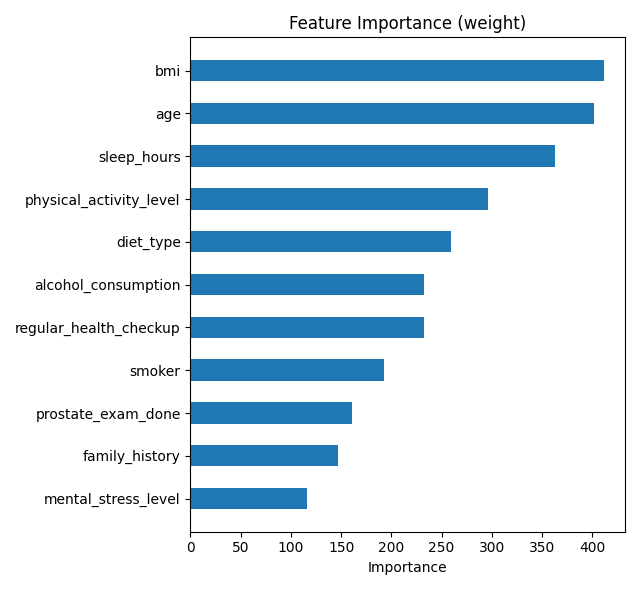 Feature Importance (weight)
bmi
age
sleep_hours
physical_activity_level
diet_type
alcohol_consumption
regular_health_checkup
smoker
prostate_exam_done
family_history
mental_stress_level
0 50 100 150 200 250 300 350 400
Importance